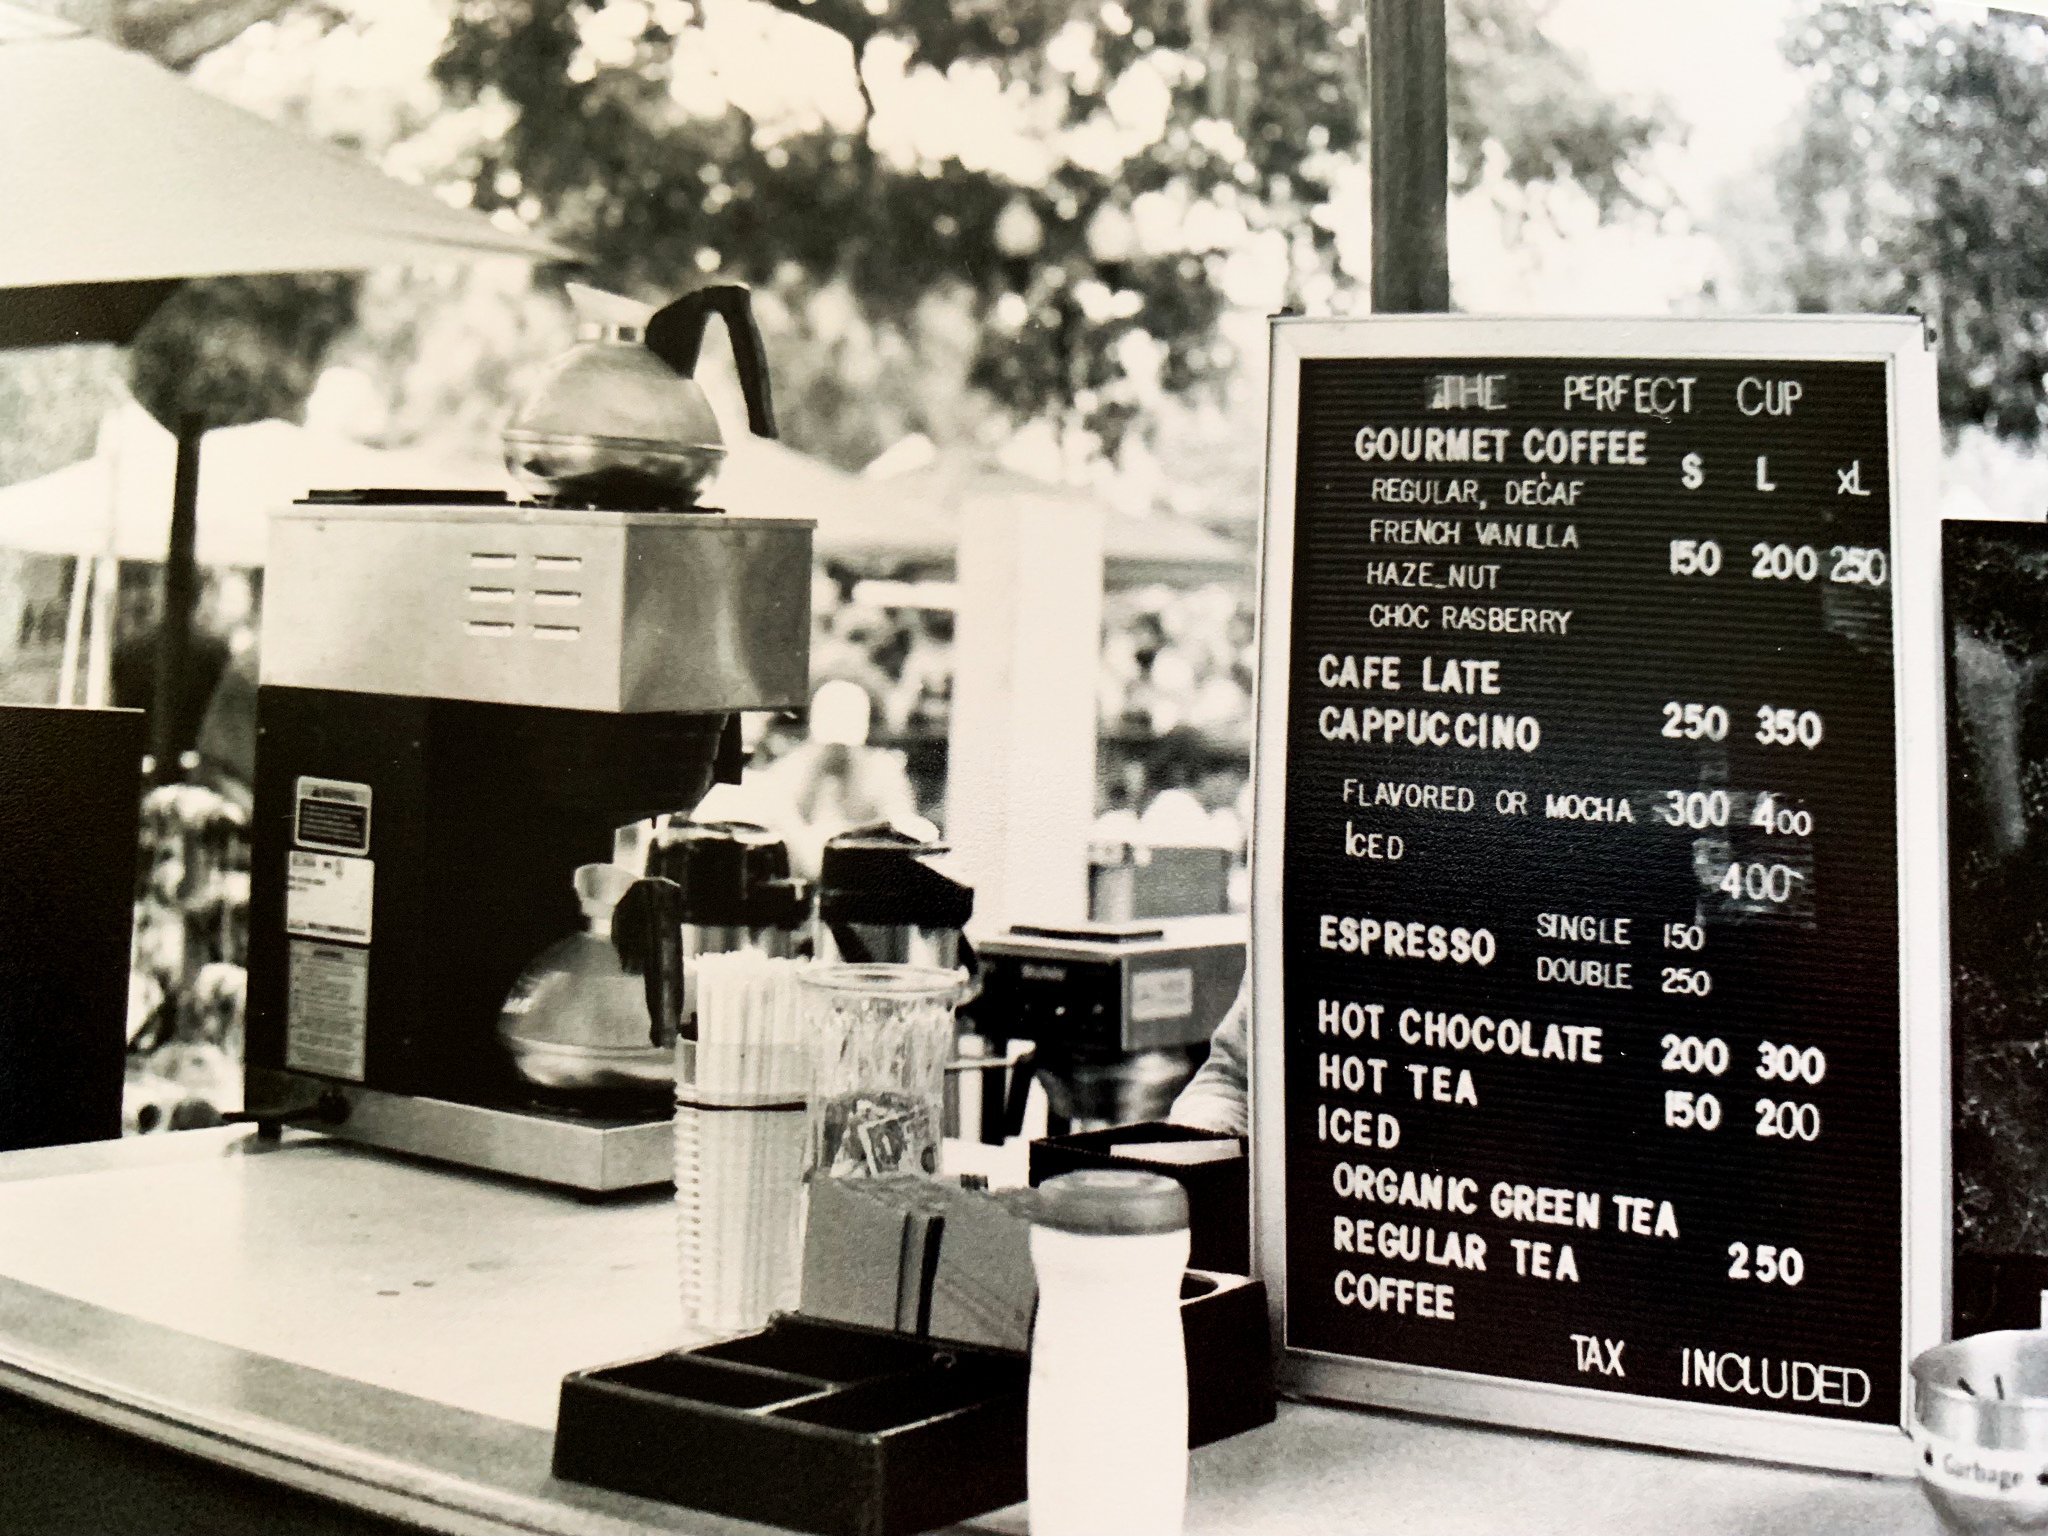 THE PERFECT CUP
GOURMET COFFEE S L XL
REGULAR, DECAF
FRENCH VANILLA 150 200 250
HAZE_NUT
CHOC RASBERRY
CAFE LATE
CAPPUCCINO 250 350
FLAVORED OR MOCHA 300 400
ICED 400
ESPRESSO SINGLE 150
DOUBLE 250
HOT CHOCOLATE 200 300
HOT TEA 150 200
ICED
ORGANIC GREEN TEA
REGULAR TEA 250
COFFEE
TAX INCLUDED
Garbage